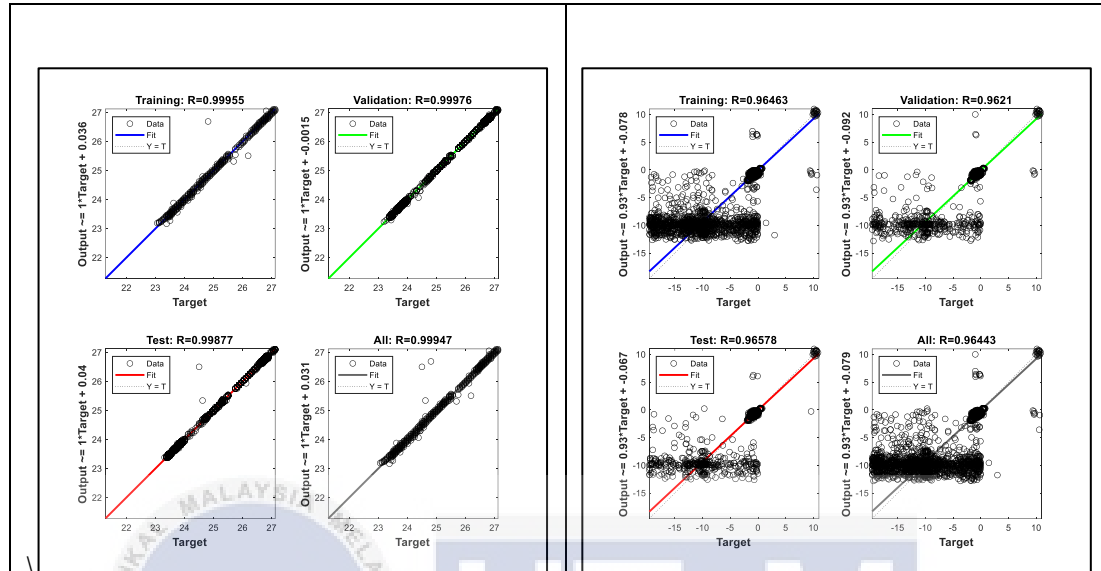 Training: R=0.99955
Output ~= 1*Target + 0.036
27
26
25
24
23
22
Data
Fit
Y = T
22 23 24 25 26 27
Target
Validation: R=0.99976
Output ~= 1*Target + -0.0015
27
26
25
24
23
22
Data
Fit
Y = T
22 23 24 25 26 27
Target
Test: R=0.99877
Output ~= 1*Target + 0.04
27
26
25
24
23
22
Data
Fit
Y = T
22 23 24 25 26 27
Target
All: R=0.99947
Output ~= 1*Target + 0.031
27
26
25
24
23
22
Data
Fit
Y = T
22 23 24 25 26 27
Target
Training: R=0.96463
Output ~= 0.93*Target + -0.078
10
5
0
-5
-10
-15
Data
Fit
Y = T
-15 -10 -5 0 5 10
Target
Validation: R=0.9621
Output ~= 0.93*Target + -0.092
10
5
0
-5
-10
-15
Data
Fit
Y = T
-15 -10 -5 0 5 10
Target
Test: R=0.96578
Output ~= 0.93*Target + -0.067
10
5
0
-5
-10
-15
Data
Fit
Y = T
-15 -10 -5 0 5 10
Target
All: R=0.96443
Output ~= 0.93*Target + -0.079
10
5
0
-5
-10
-15
Data
Fit
Y = T
-15 -10 -5 0 5 10
Target
\
MALAYSIA